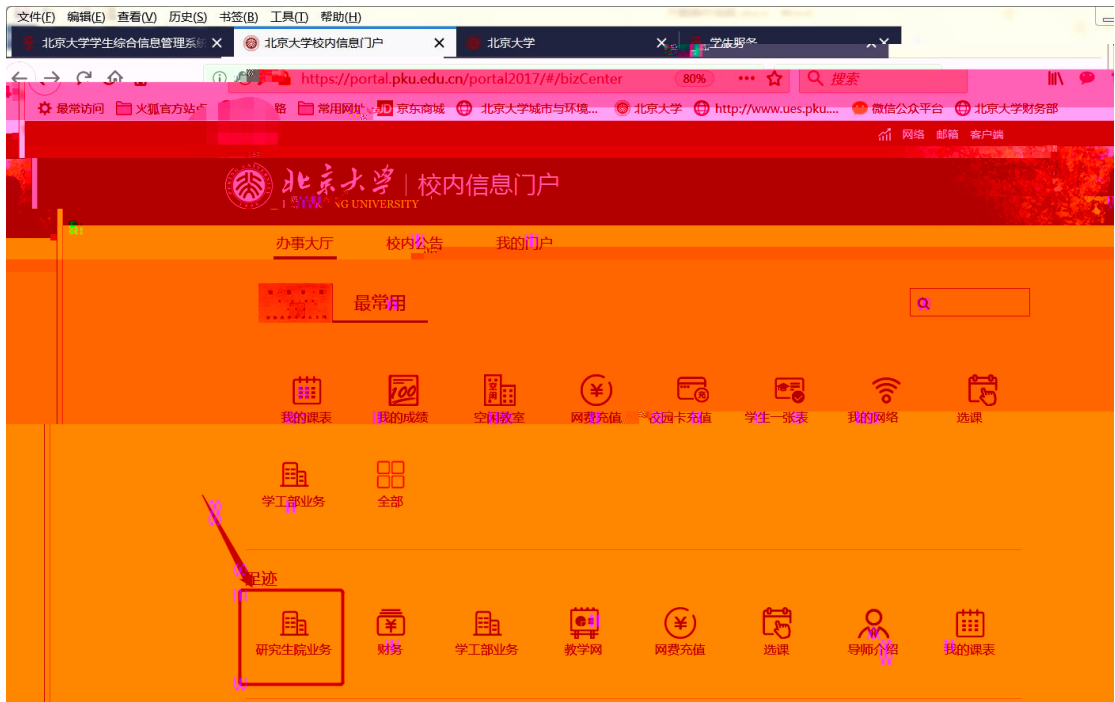 文件(F) 编辑(E) 查看(V) 历史(S) 书签(B) 工具(T) 帮助(H)
北京大学学生综合信息管理系统 北京大学校内信息门户 北京大学
https://portal.pku.edu.cn/portal2017/#/bizCenter 80% 搜索
最常访问 火狐官方站点 常用网址 京东商城 北京大学城市与环境... 北京大学 http://www.ues.pku.... 微信公众平台 北京大学财务部
网络 邮箱 客户端
北京大学 校内信息门户
办事大厅 校内公告 我的门户
最常用
我的课表 我的成绩 空闲教室 网费充值 校园卡充值 学生一张表 我的网络 选课
学工部业务 全部
足迹
研究生院业务 财务 学工部业务 教学网 网费充值 选课 导师介绍 我的课表